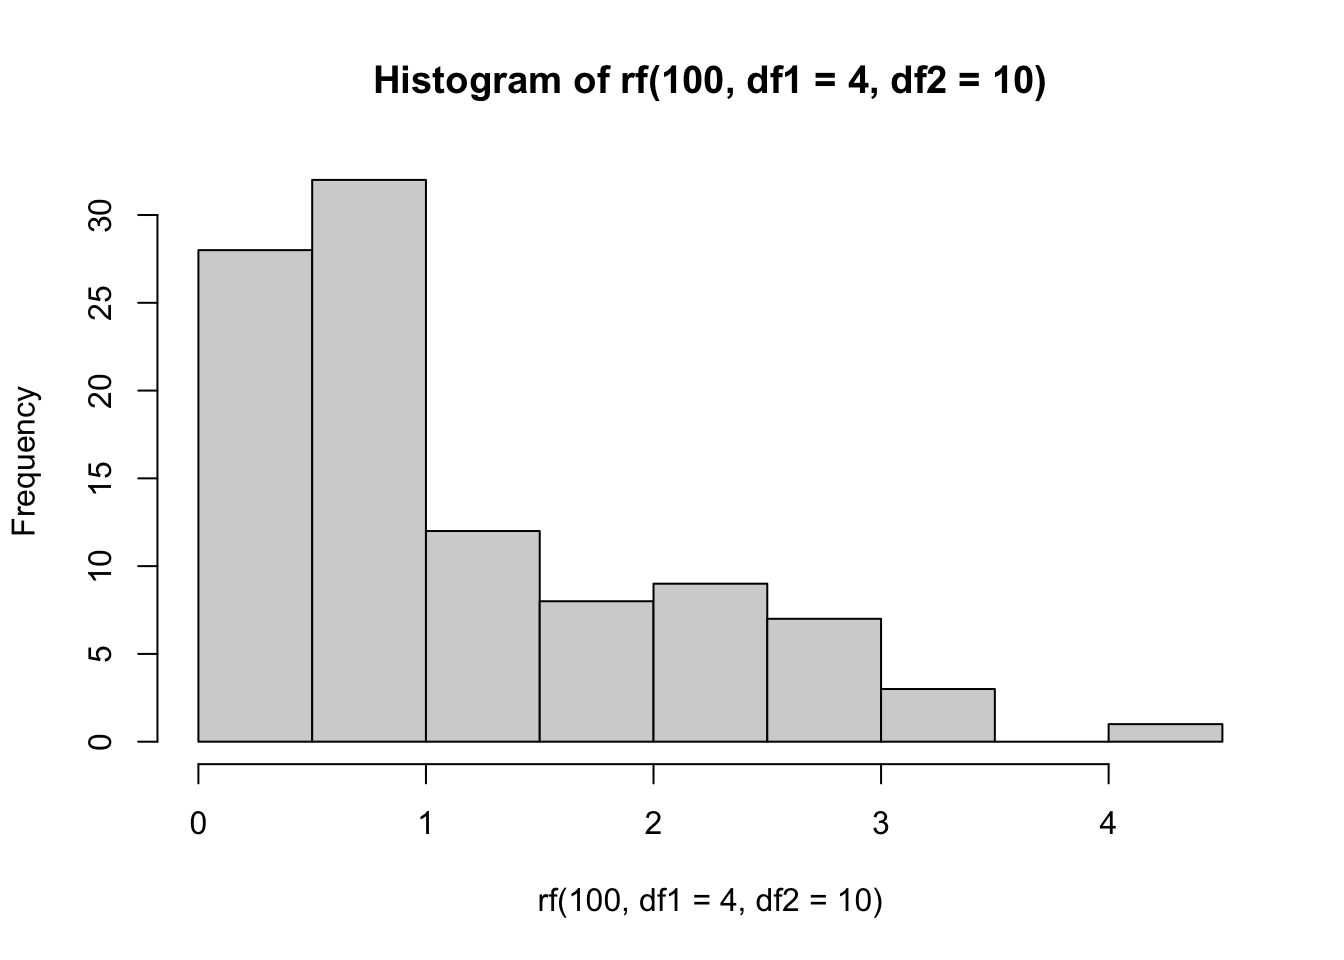 Histogram of rf(100, df1 = 4, df2 = 10)
Frequency
30
25
20
15
10
5
0
0 1 2 3 4
rf(100, df1 = 4, df2 = 10)